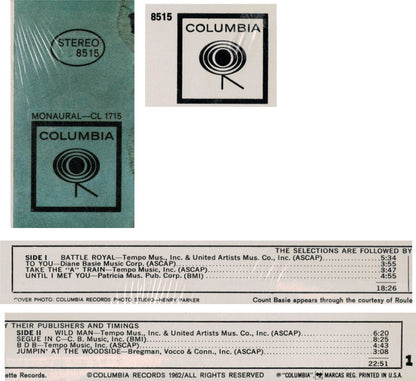 STEREO
8515
MONAURAL—CL 1715
COLUMBIA
8515
COLUMBIA
THE SELECTIONS ARE FOLLOWED BY
SIDE I BATTLE ROYAL—Tempo Mus., Inc. & United Artists Mus. Co., Inc. (ASCAP) 5:34
TO YOU—Diane Basie Music Corp. (ASCAP) 3:55
TAKE THE "A" TRAIN—Tempo Music, Inc. (ASCAP) 3:47
UNTIL I MET YOU—Patricia Mus. Pub. Corp. (BMI) 4:55
18:26
COVER PHOTO: COLUMBIA RECORDS PHOTO STUDIO—HENRY PARKER Count Basie appears through the courtesy of Roule
Y THEIR PUBLISHERS AND TIMINGS
SIDE II WILD MAN—Tempo Mus., Inc. & United Artists Mus. Co., Inc. (ASCAP) 6:20
SEGUE IN C—C. B. Music, Inc. (BMI) 8:25
B D B—Tempo Music, Inc. (ASCAP) 4:43
JUMPIN' AT THE WOODSIDE—Bregman, Vocco & Conn., Inc. (ASCAP) 3:08
22:51
1
ette Records. ©COLUMBIA RECORDS 1962/ALL RIGHTS RESERVED ® "COLUMBIA", MARCAS REG. PRINTED IN U.S.A.